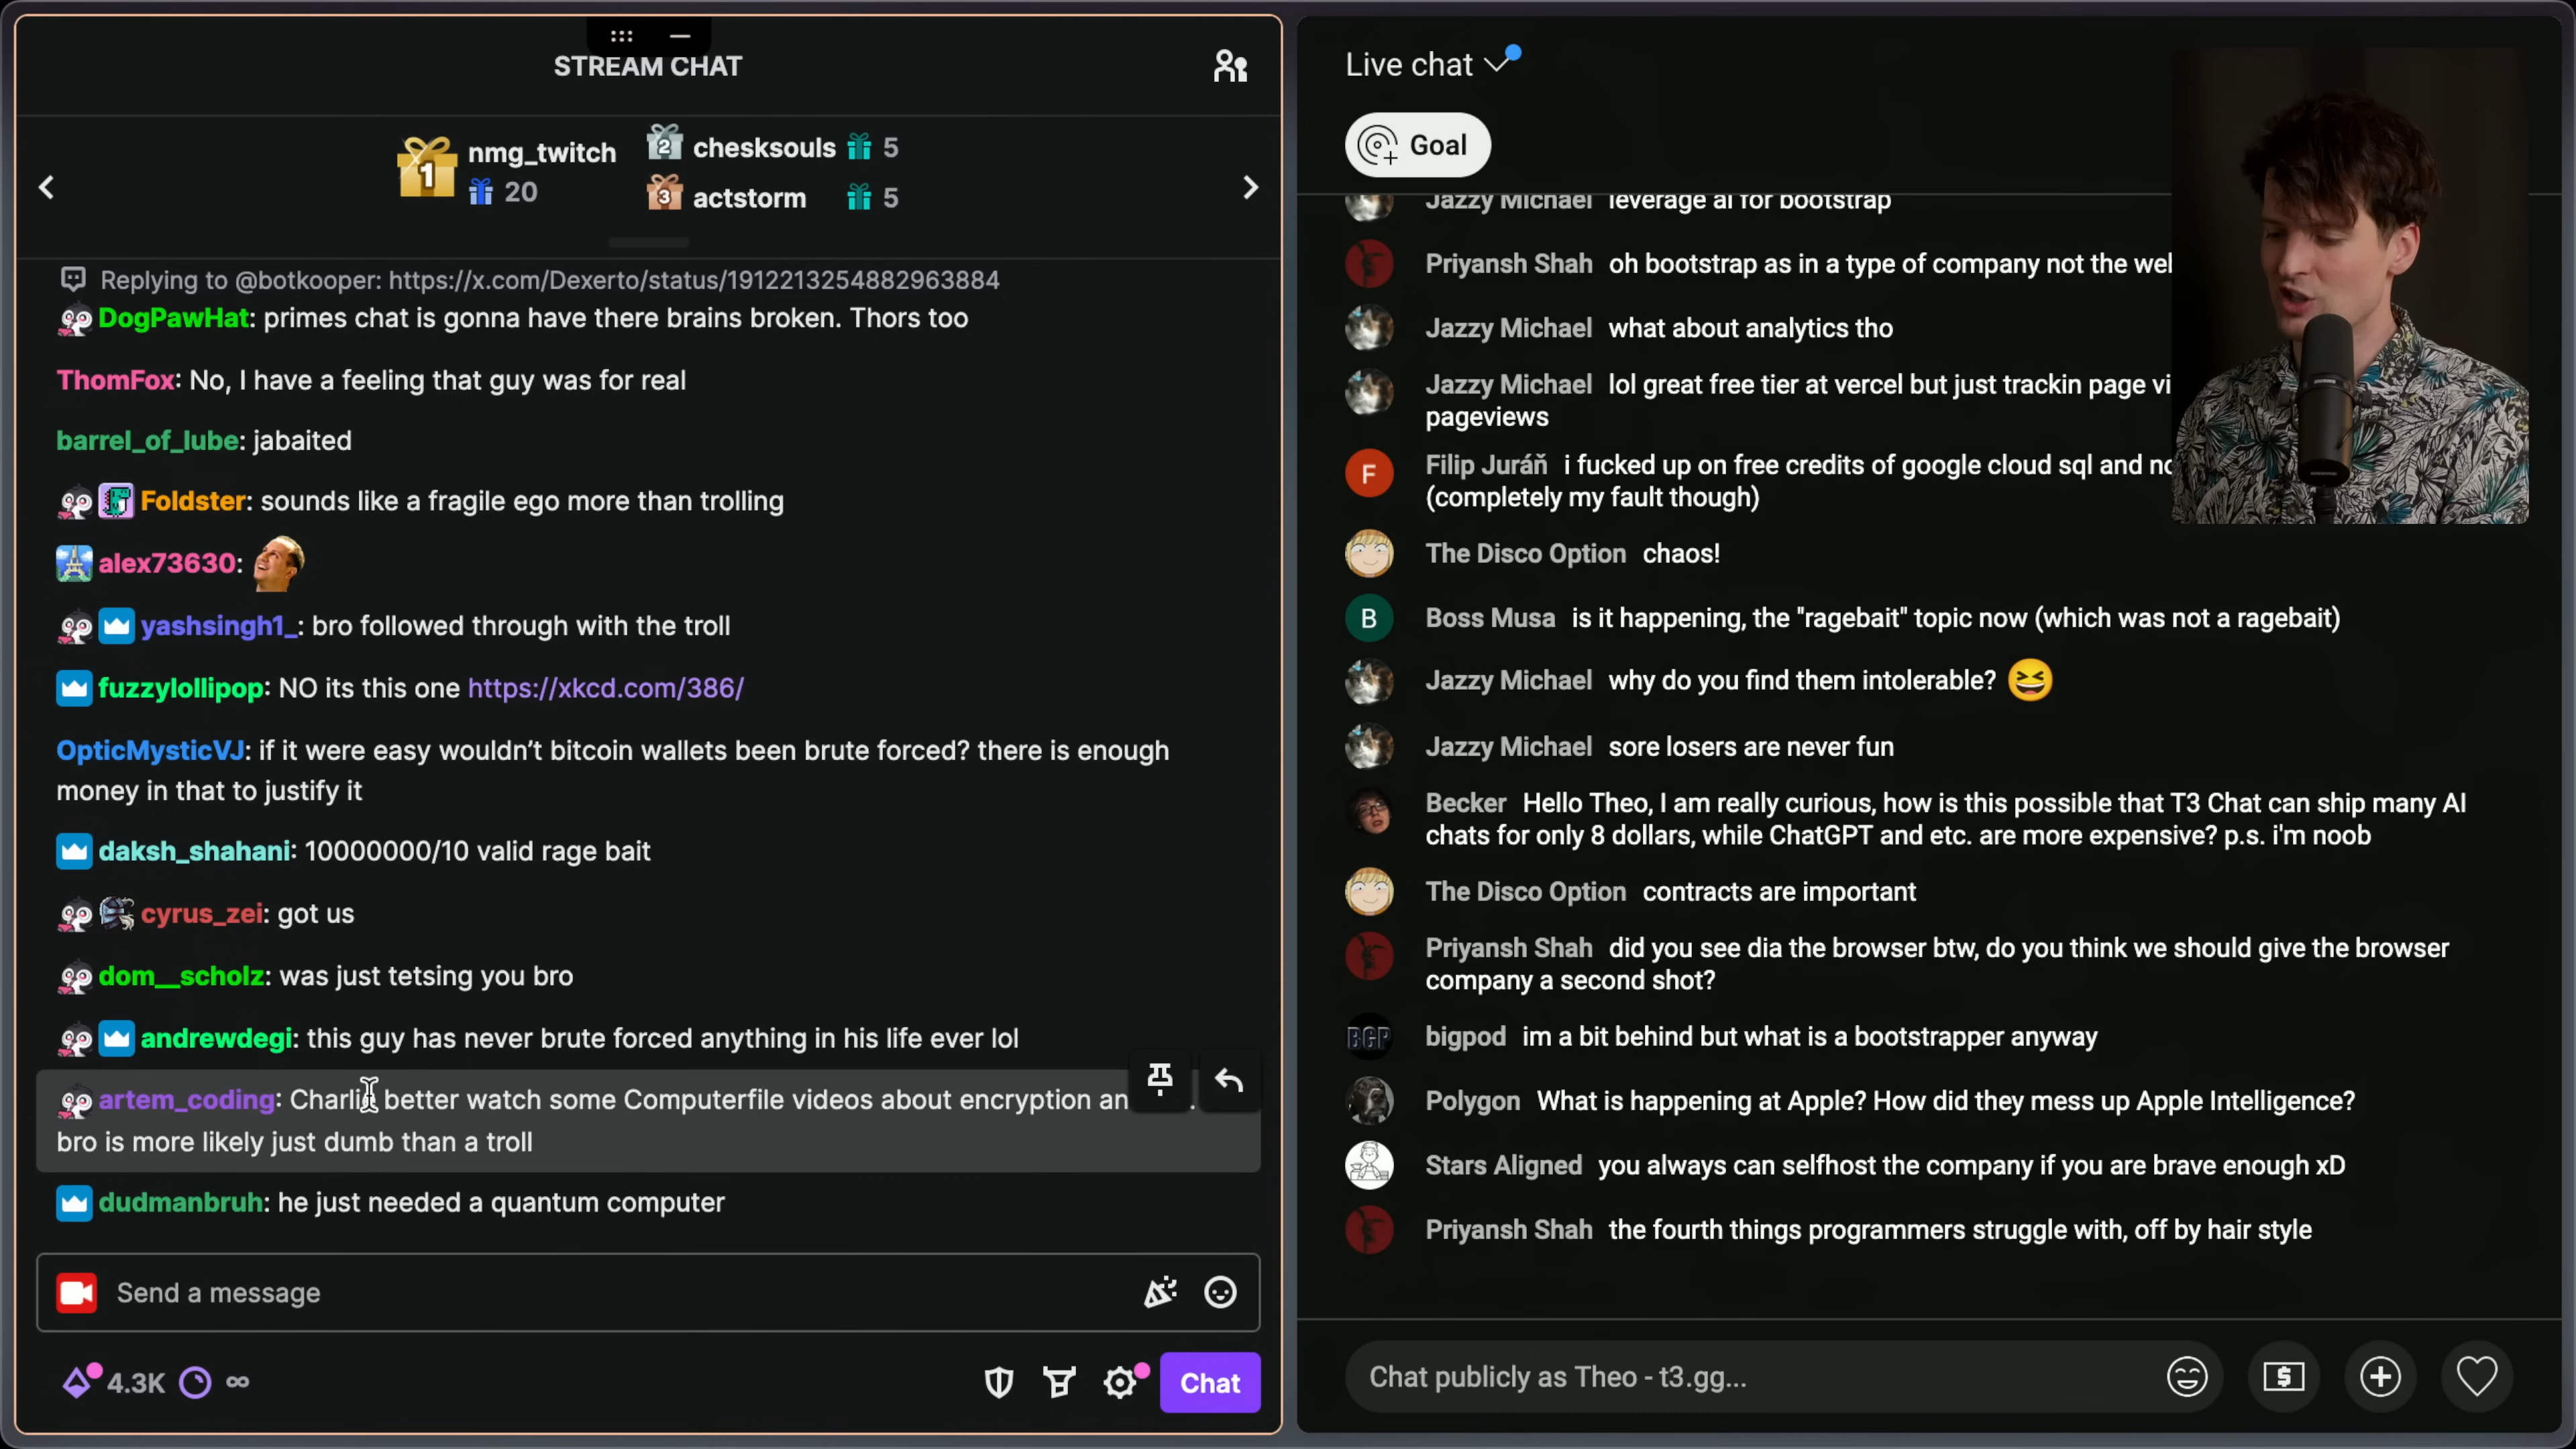 STREAM CHAT
1
nmg_twitch
20
2
chesksouls
5
3
actstorm
5
Replying to @botkooper: https://x.com/Dexerto/status/1912213254882963884
DogPawHat: primes chat is gonna have there brains broken. Thors too
ThomFox: No, I have a feeling that guy was for real
barrel_of_lube: jabaited
Foldster: sounds like a fragile ego more than trolling
alex73630:
yashsingh1_: bro followed through with the troll
fuzzylollipop: NO its this one https://xkcd.com/386/
OpticMysticVJ: if it were easy wouldn't bitcoin wallets been brute forced? there is enough
money in that to justify it
daksh_shahani: 10000000/10 valid rage bait
cyrus_zei: got us
dom__scholz: was just tetsing you bro
andrewdegi: this guy has never brute forced anything in his life ever lol
artem_coding: Charlie better watch some Computerfile videos about encryption an
bro is more likely just dumb than a troll
dudmanbruh: he just needed a quantum computer
Send a message
4.3K
∞
Chat
Live chat
Goal
Jazzy Michael leverage ai for bootstrap
Priyansh Shah oh bootstrap as in a type of company not the wel
Jazzy Michael what about analytics tho
Jazzy Michael lol great free tier at vercel but just trackin page vi
pageviews
F
Filip Juráň i fucked up on free credits of google cloud sql and no
(completely my fault though)
The Disco Option chaos!
B
Boss Musa is it happening, the "ragebait" topic now (which was not a ragebait)
Jazzy Michael why do you find them intolerable? 😆
Jazzy Michael sore losers are never fun
Becker Hello Theo, I am really curious, how is this possible that T3 Chat can ship many AI
chats for only 8 dollars, while ChatGPT and etc. are more expensive? p.s. i'm noob
The Disco Option contracts are important
Priyansh Shah did you see dia the browser btw, do you think we should give the browser
company a second shot?
BGP
bigpod im a bit behind but what is a bootstrapper anyway
Polygon What is happening at Apple? How did they mess up Apple Intelligence?
Stars Aligned you always can selfhost the company if you are brave enough xD
Priyansh Shah the fourth things programmers struggle with, off by hair style
Chat publicly as Theo - t3.gg...